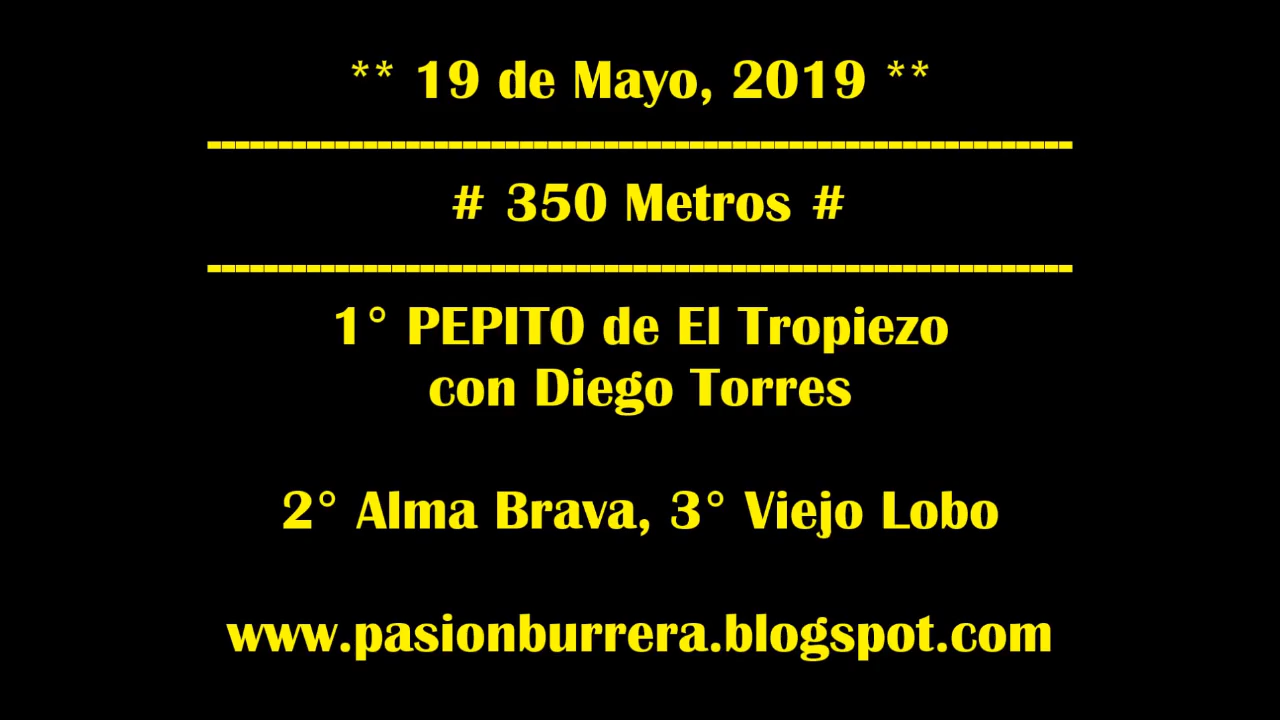 ** 19 de Mayo, 2019 **
-------------------------------------------------------------
# 350 Metros #
-------------------------------------------------------------
1° PEPITO de El Tropiezo
con Diego Torres
2° Alma Brava, 3° Viejo Lobo
www.pasionburrera.blogspot.com